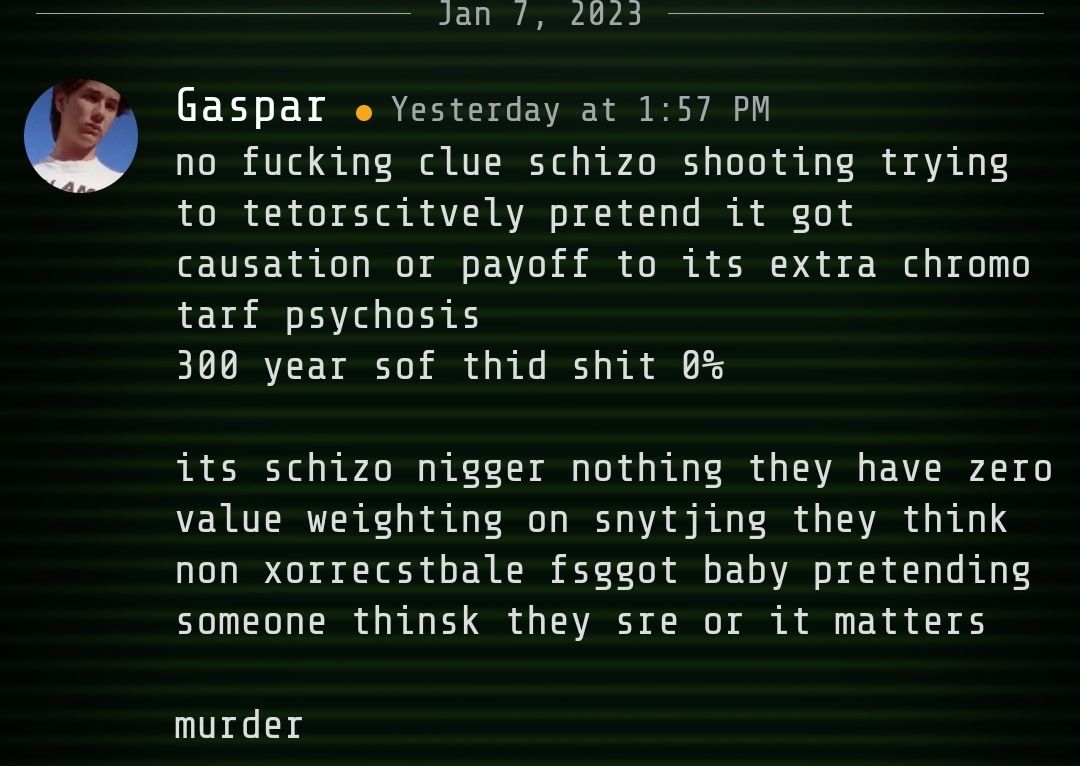 Jan 7, 2023
Gaspar Yesterday at 1:57 PM
no fucking clue schizo shooting trying
to tetorscitvely pretend it got
causation or payoff to its extra chromo
tarf psychosis
300 year sof thid shit 0%
its schizo nigger nothing they have zero
value weighting on snytjing they think
non xorrecstbale fsggot baby pretending
someone thinsk they sre or it matters
murder